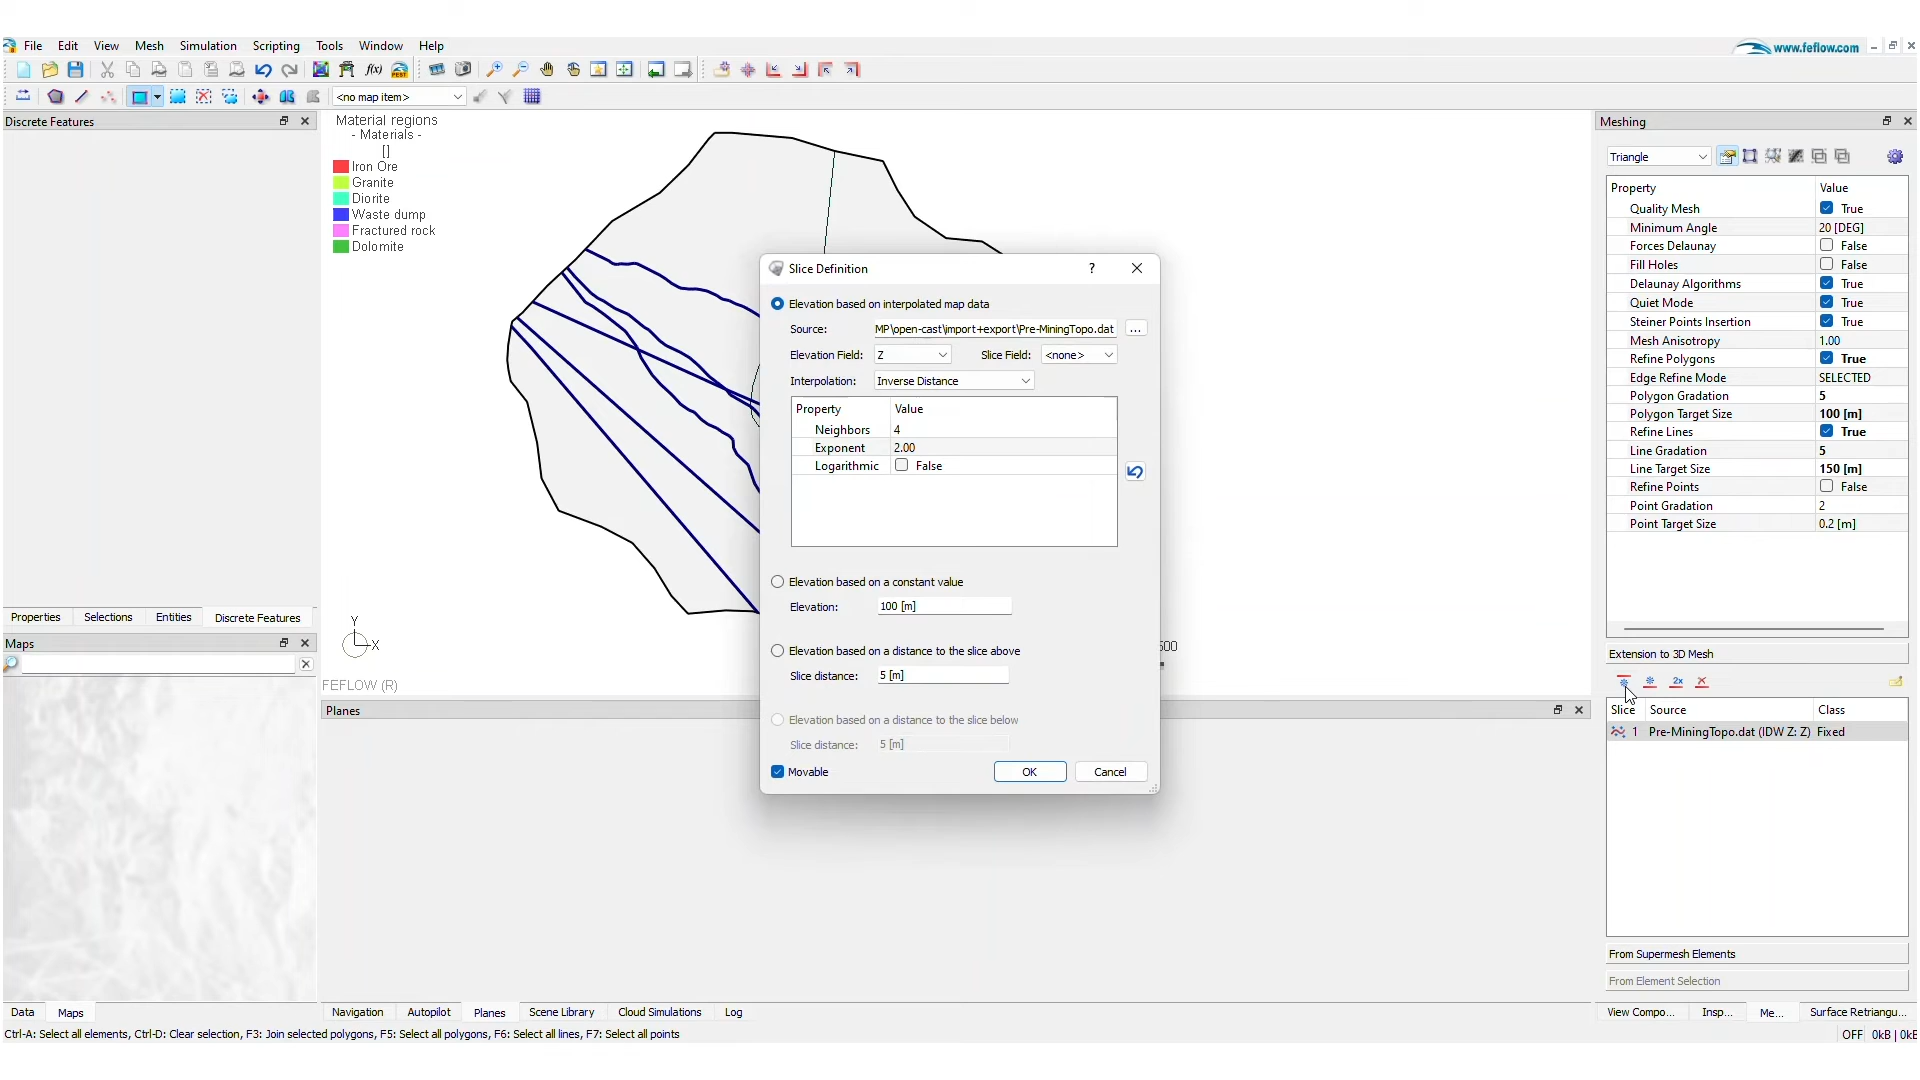 File Edit View Mesh Simulation Scripting Tools Window Help
www.feflow.com
f(x)
PEST
<no map item>
Discrete Features
Material regions
- Materials -
[]
Iron Ore
Granite
Diorite
Waste dump
Fractured rock
Dolomite
Y
X
FEFLOW (R)
Properties Selections Entities Discrete Features
Maps
Planes
Slice Definition
?
Elevation based on interpolated map data
Source: MP\open-cast\import+export\Pre-MiningTopo.dat ...
Elevation Field: Z Slice Field: <none>
Interpolation: Inverse Distance
Property Value
Neighbors 4
Exponent 2.00
Logarithmic False
Elevation based on a constant value
Elevation: 100 [m]
Elevation based on a distance to the slice above
Slice distance: 5 [m]
Elevation based on a distance to the slice below
Slice distance: 5 [m]
Movable OK Cancel
Meshing
Triangle
Property Value
Quality Mesh True
Minimum Angle 20 [DEG]
Forces Delaunay False
Fill Holes False
Delaunay Algorithms True
Quiet Mode True
Steiner Points Insertion True
Mesh Anisotropy 1.00
Refine Polygons True
Edge Refine Mode SELECTED
Polygon Gradation 5
Polygon Target Size 100 [m]
Refine Lines True
Line Gradation 5
Line Target Size 150 [m]
Refine Points False
Point Gradation 2
Point Target Size 0.2 [m]
Extension to 3D Mesh
2x
Slice Source Class
1 Pre-MiningTopo.dat (IDW Z: Z) Fixed
From Supermesh Elements
From Element Selection
Data Maps
Navigation Autopilot Planes Scene Library Cloud Simulations Log
View Compo... Insp... Me... Surface Retriangu...
Ctrl-A: Select all elements, Ctrl-D: Clear selection, F3: Join selected polygons, F5: Select all polygons, F6: Select all lines, F7: Select all points
OFF 0kB | 0kB